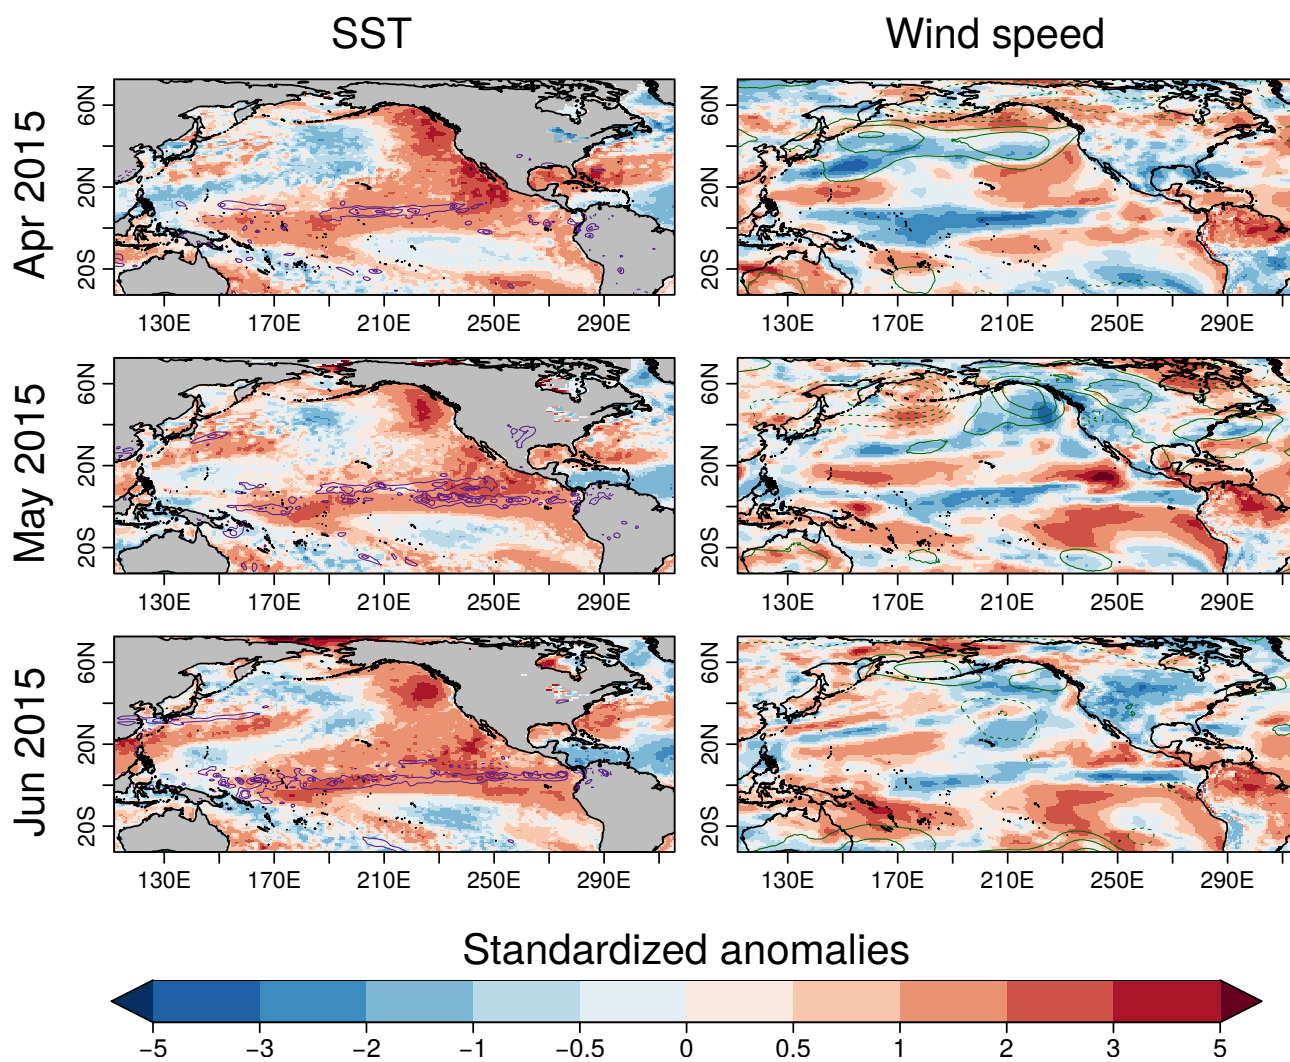 SST
Wind speed
Apr 2015
60N
20N
20S
130E 170E 210E 250E 290E
60N
20N
20S
130E 170E 210E 250E 290E
May 2015
60N
20N
20S
130E 170E 210E 250E 290E
60N
20N
20S
130E 170E 210E 250E 290E
Jun 2015
60N
20N
20S
130E 170E 210E 250E 290E
60N
20N
20S
130E 170E 210E 250E 290E
Standardized anomalies
−5 −3 −2 −1 −0.5 0 0.5 1 2 3 5